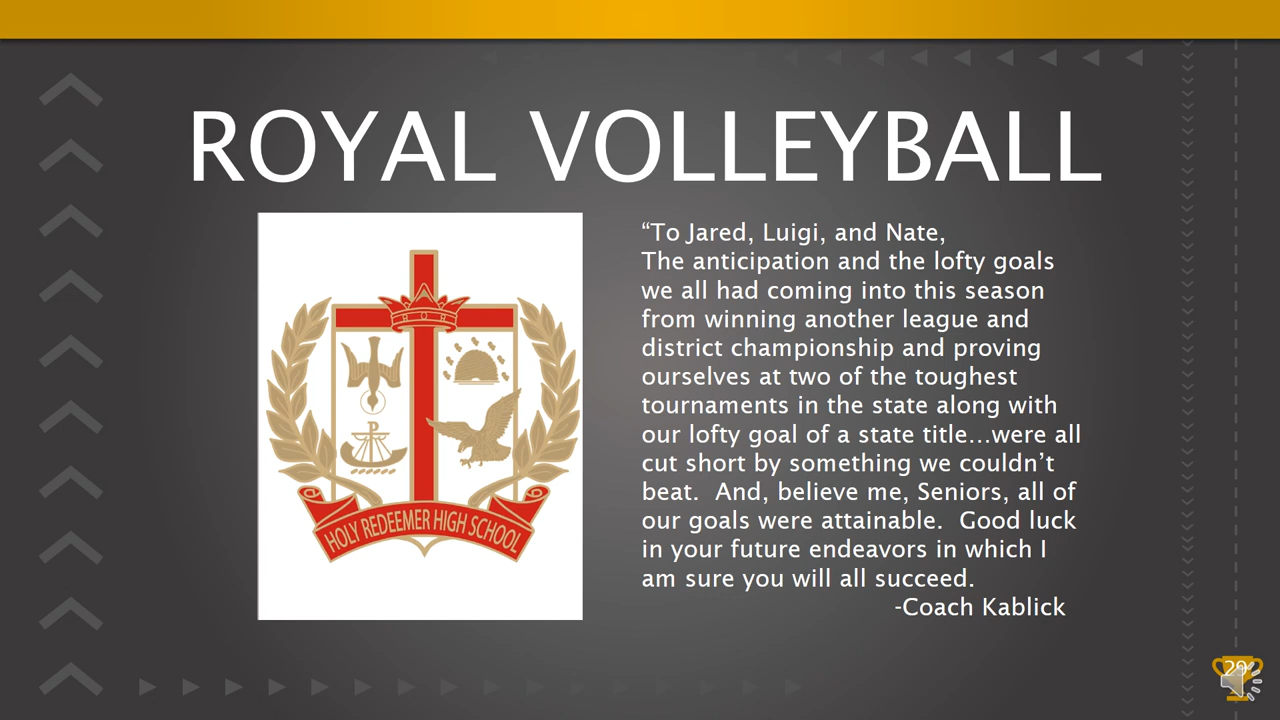 ROYAL VOLLEYBALL
“To Jared, Luigi, and Nate,
The anticipation and the lofty goals
we all had coming into this season
from winning another league and
district championship and proving
ourselves at two of the toughest
tournaments in the state along with
our lofty goal of a state title…were all
cut short by something we couldn’t
beat.  And, believe me, Seniors, all of
our goals were attainable.  Good luck
in your future endeavors in which I
am sure you will all succeed.
-Coach Kablick
HOLY REDEEMER HIGH SCHOOL
29